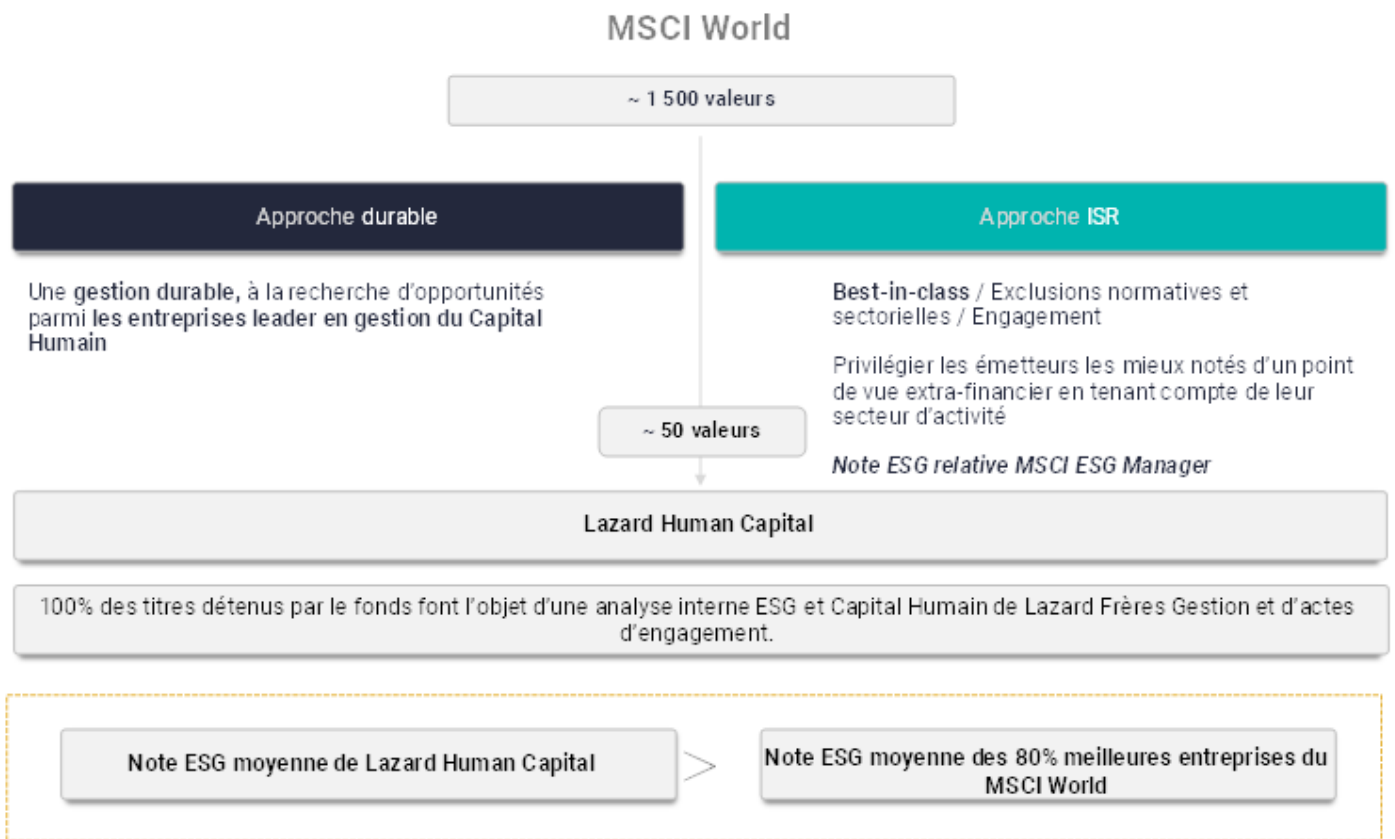 MSCI World
~ 1 500 valeurs
Approche durable
Approche ISR
Une gestion durable, à la recherche d'opportunités
parmi les entreprises leader en gestion du Capital
Humain
Best-in-class / Exclusions normatives et
sectorielles / Engagement
Privilégier les émetteurs les mieux notés d'un point
de vue extra-financier en tenant compte de leur
secteur d'activité
Note ESG relative MSCI ESG Manager
~ 50 valeurs
Lazard Human Capital
100% des titres détenus par le fonds font l'objet d'une analyse interne ESG et Capital Humain de Lazard Frères Gestion et d'actes
d'engagement.
Note ESG moyenne de Lazard Human Capital
>
Note ESG moyenne des 80% meilleures entreprises du
MSCI World